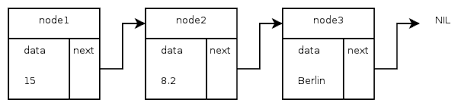 node1 node2 node3 NIL
data next data next data next
15 8.2 Berlin